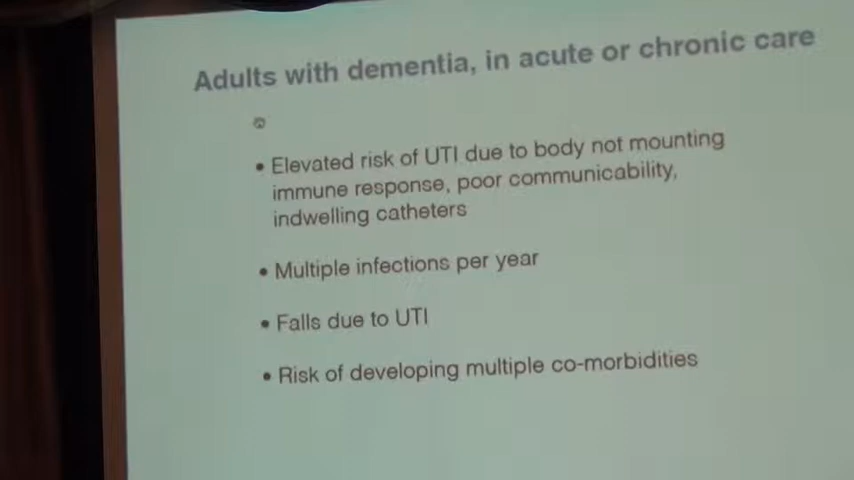 Adults with dementia, in acute or chronic care
• Elevated risk of UTI due to body not mounting
immune response, poor communicability,
indwelling catheters
• Multiple infections per year
• Falls due to UTI
• Risk of developing multiple co-morbidities